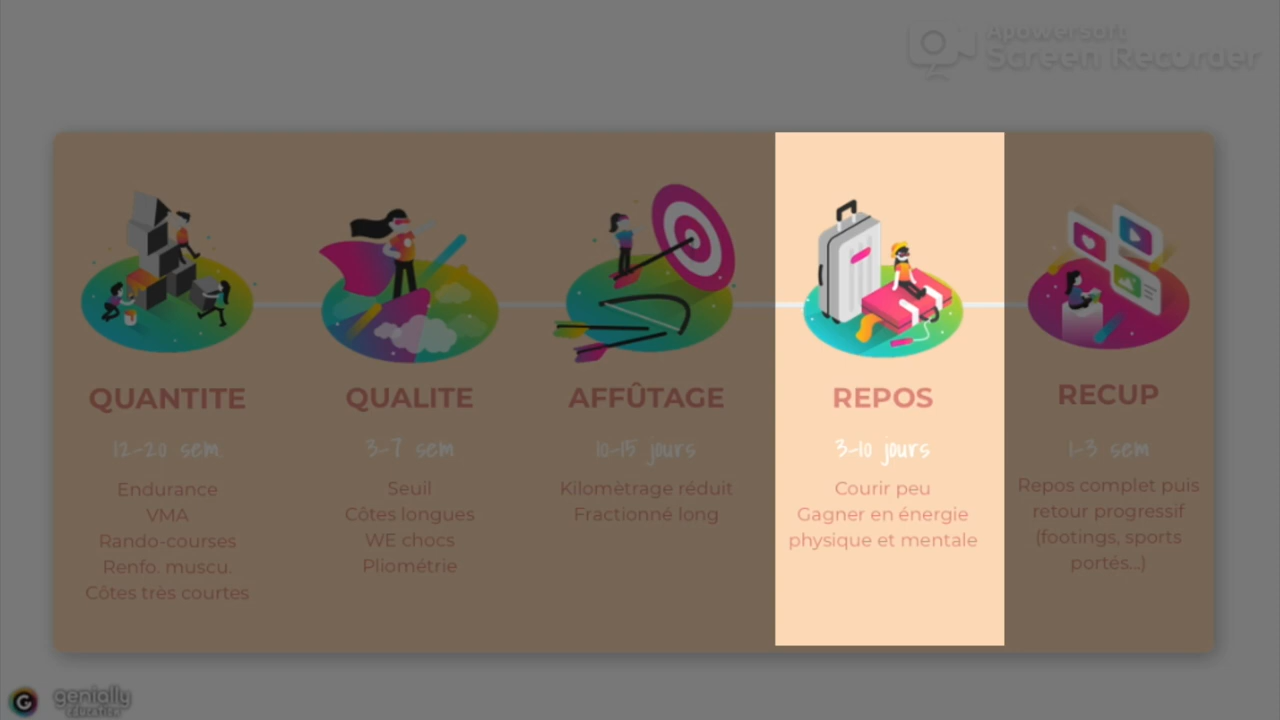 Apowersoft
Screen Recorder
QUANTITE
12-20 sem
Endurance
VMA
Rando-courses
Renfo. muscu.
Côtes très courtes
QUALITE
3-7 sem
Seuil
Côtes longues
WE chocs
Pliométrie
AFFÛTAGE
10-15 jours
Kilomètrage réduit
Fractionné long
REPOS
3-10 jours
Courir peu
Gagner en énergie
physique et mentale
RECUP
1-3 sem
Repos complet puis
retour progressif
(footings, sports
portés...)
G
genially
Éducation